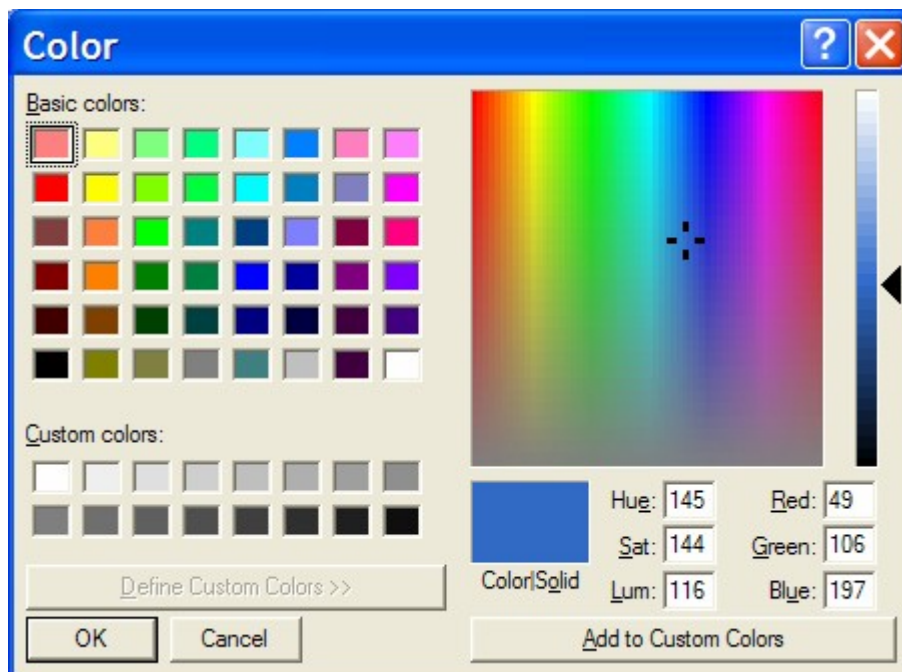 Color
Basic colors:
Custom colors:
Define Custom Colors >>
OK
Cancel
Color|Solid
Hue: 145
Sat: 144
Lum: 116
Red: 49
Green: 106
Blue: 197
Add to Custom Colors